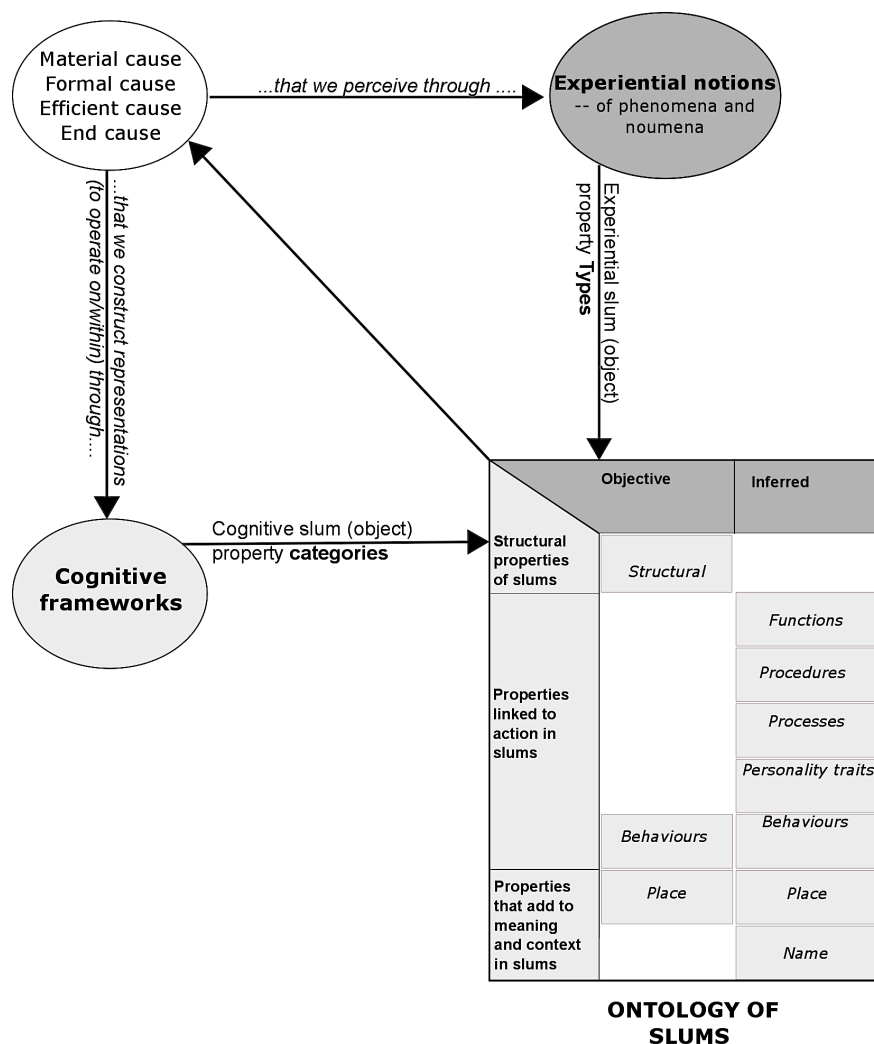 Material cause
Formal cause
Efficient cause
End cause
...that we perceive through ....
Experiential notions
-- of phenomena and
noumena
...that we construct representations
(to operate on/within) through....
Experiential slum (object)
property Types
Cognitive
frameworks
Cognitive slum (object)
property categories
Objective
Inferred
Structural
properties
of slums
Structural
Properties
linked to
action in
slums
Functions
Procedures
Processes
Personality traits
Behaviours
Behaviours
Properties
that add to
meaning
and context
in slums
Place
Place
Name
ONTOLOGY OF
SLUMS